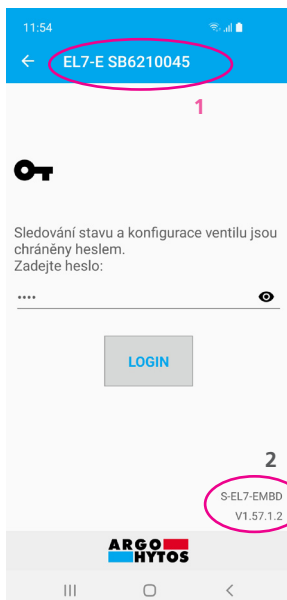 11:54
EL7-E SB6210045
1
Sledování stavu a konfigurace ventilu jsou
chráněny heslem.
Zadejte heslo:
••••
LOGIN
2
S-EL7-EMBD
V1.57.1.2
ARGO
HYTOS